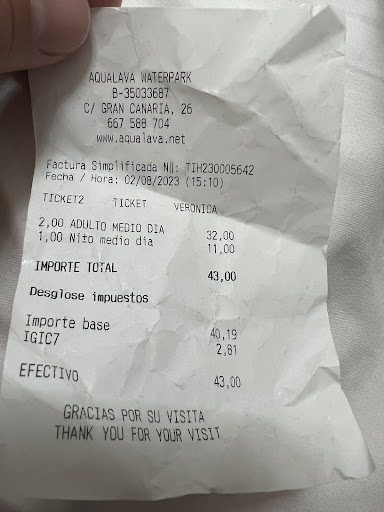 AQUALAVA WATERPARK
B-35033687
C/ GRAN CANARIA, 26
667 588 704
www.aqualava.net
Factura Simplificada Nº: TIH230005642
Fecha / Hora: 02/08/2023 (15:10)
TICKET2 TICKET VERONICA
2,00 ADULTO MEDIO DIA 32,00
1,00 Niño medio dia 11,00
IMPORTE TOTAL 43,00
Desglose impuestos
Importe base 40,19
IGIC7 2,81
EFECTIVO 43,00
GRACIAS POR SU VISITA
THANK YOU FOR YOUR VISIT